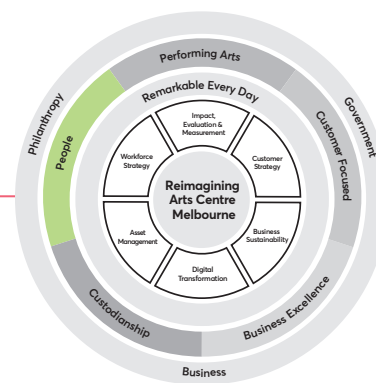 Philanthropy
Government
Business
Performing Arts
Customer Focused
Business Excellence
Custodianship
People
Remarkable Every Day
Impact,
Evaluation &
Measurement
Customer
Strategy
Business
Sustainability
Digital
Transformation
Asset
Management
Workforce
Strategy
Reimagining
Arts Centre
Melbourne